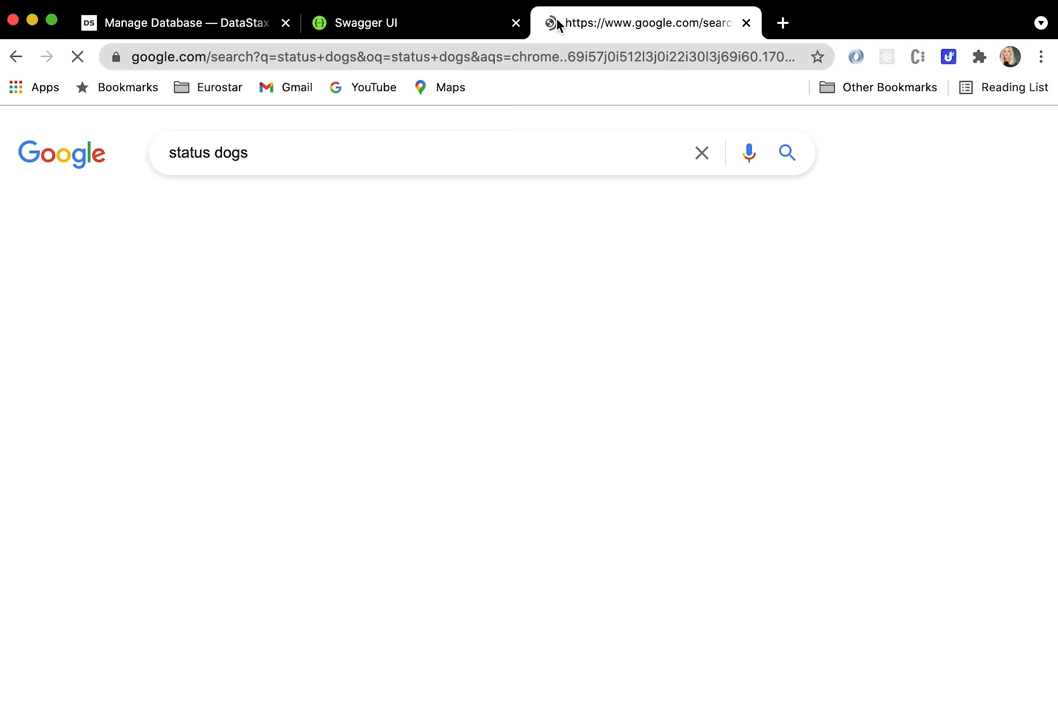 DS Manage Database — DataStax
Swagger UI
https://www.google.com/searc
google.com/search?q=status+dogs&oq=status+dogs&aqs=chrome..69i57j0i512l3j0i22i30l3j69i60.170...
Apps
Bookmarks
Eurostar
Gmail
YouTube
Maps
Other Bookmarks
Reading List
Google
status dogs